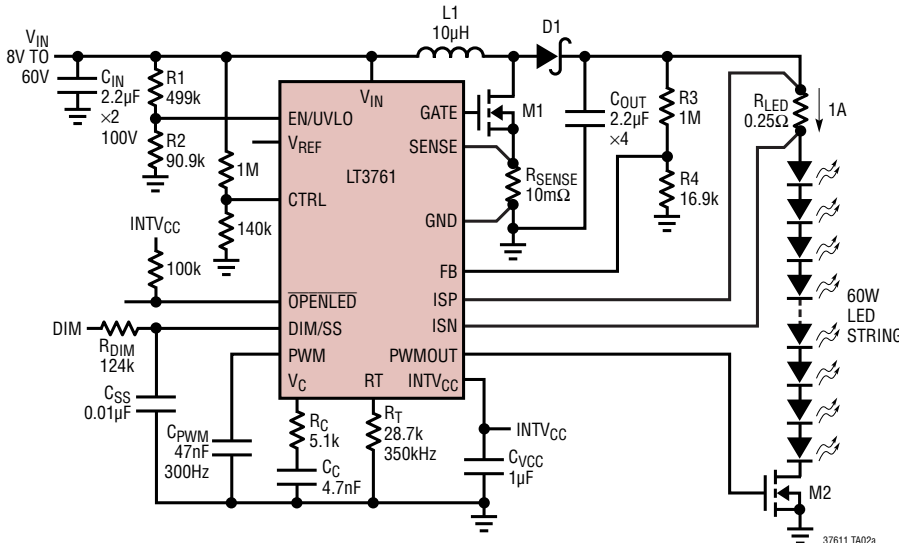 L1
10µH
D1
VIN
8V TO
60V
CIN
2.2µF
×2
100V
R1
499k
R2
90.9k
1M
140k
VIN
EN/UVLO
VREF
CTRL
LT3761
GATE
SENSE
GND
FB
ISP
ISN
PWMOUT
INTVCC
OPENLED
DIM/SS
PWM
VC
RT
M1
RSENSE
10mΩ
COUT
2.2µF
×4
R3
1M
R4
16.9k
RLED
0.25Ω
1A
60W
LED
STRING
INTVCC
100k
DIM
RDIM
124k
CSS
0.01µF
CPWM
47nF
300Hz
RC
5.1k
CC
4.7nF
RT
28.7k
350kHz
INTVCC
CVCC
1µF
M2
37611 TA02a